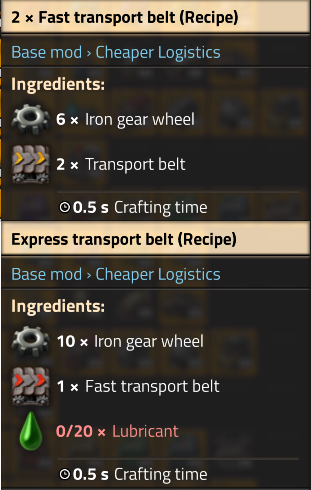 2 × Fast transport belt (Recipe)
Base mod › Cheaper Logistics
Ingredients:
6 × Iron gear wheel
2 × Transport belt
0.5 s Crafting time
Express transport belt (Recipe)
Base mod › Cheaper Logistics
Ingredients:
10 × Iron gear wheel
1 × Fast transport belt
0/20 × Lubricant
0.5 s Crafting time